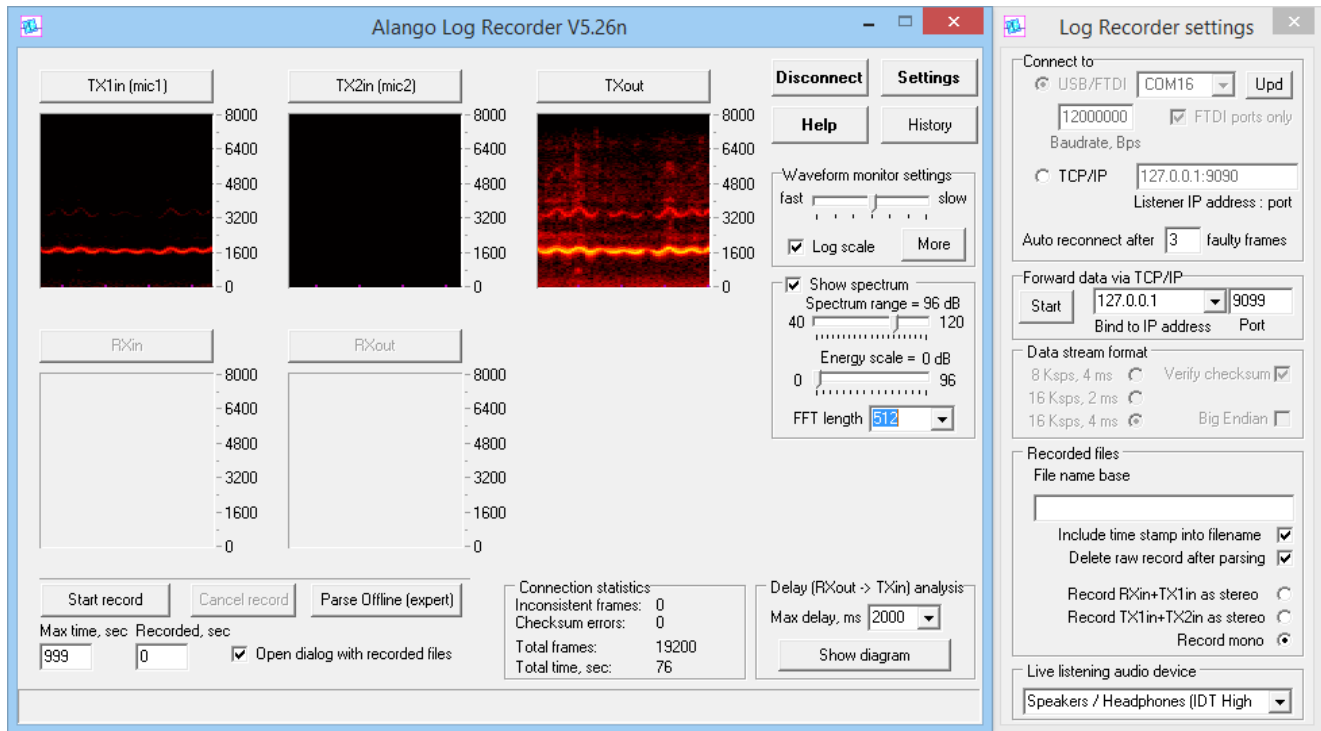 Alango Log Recorder V5.26n
TX1in (mic1)
TX2in (mic2)
TXout
8000
6400
4800
3200
1600
0
8000
6400
4800
3200
1600
0
8000
6400
4800
3200
1600
0
RXin
RXout
8000
6400
4800
3200
1600
0
8000
6400
4800
3200
1600
0
Disconnect
Settings
Help
History
Waveform monitor settings
fast slow
Log scale
More
Show spectrum
Spectrum range = 96 dB
40 120
Energy scale = 0 dB
0 96
FFT length 512
Start record
Cancel record
Parse Offline (expert)
Max time, sec Recorded, sec
999 0 Open dialog with recorded files
Connection statistics
Inconsistent frames: 0
Checksum errors: 0
Total frames: 19200
Total time, sec: 76
Delay (RXout -> TXin) analysis
Max delay, ms 2000
Show diagram
Log Recorder settings
Connect to
USB/FTDI COM16 Upd
12000000 FTDI ports only
Baudrate, Bps
TCP/IP 127.0.0.1:9090
Listener IP address : port
Auto reconnect after 3 faulty frames
Forward data via TCP/IP
Start 127.0.0.1 9099
Bind to IP address Port
Data stream format
8 Ksps, 4 ms Verify checksum
16 Ksps, 2 ms
16 Ksps, 4 ms Big Endian
Recorded files
File name base
Include time stamp into filename
Delete raw record after parsing
Record RXin+TX1in as stereo
Record TX1in+TX2in as stereo
Record mono
Live listening audio device
Speakers / Headphones (IDT High